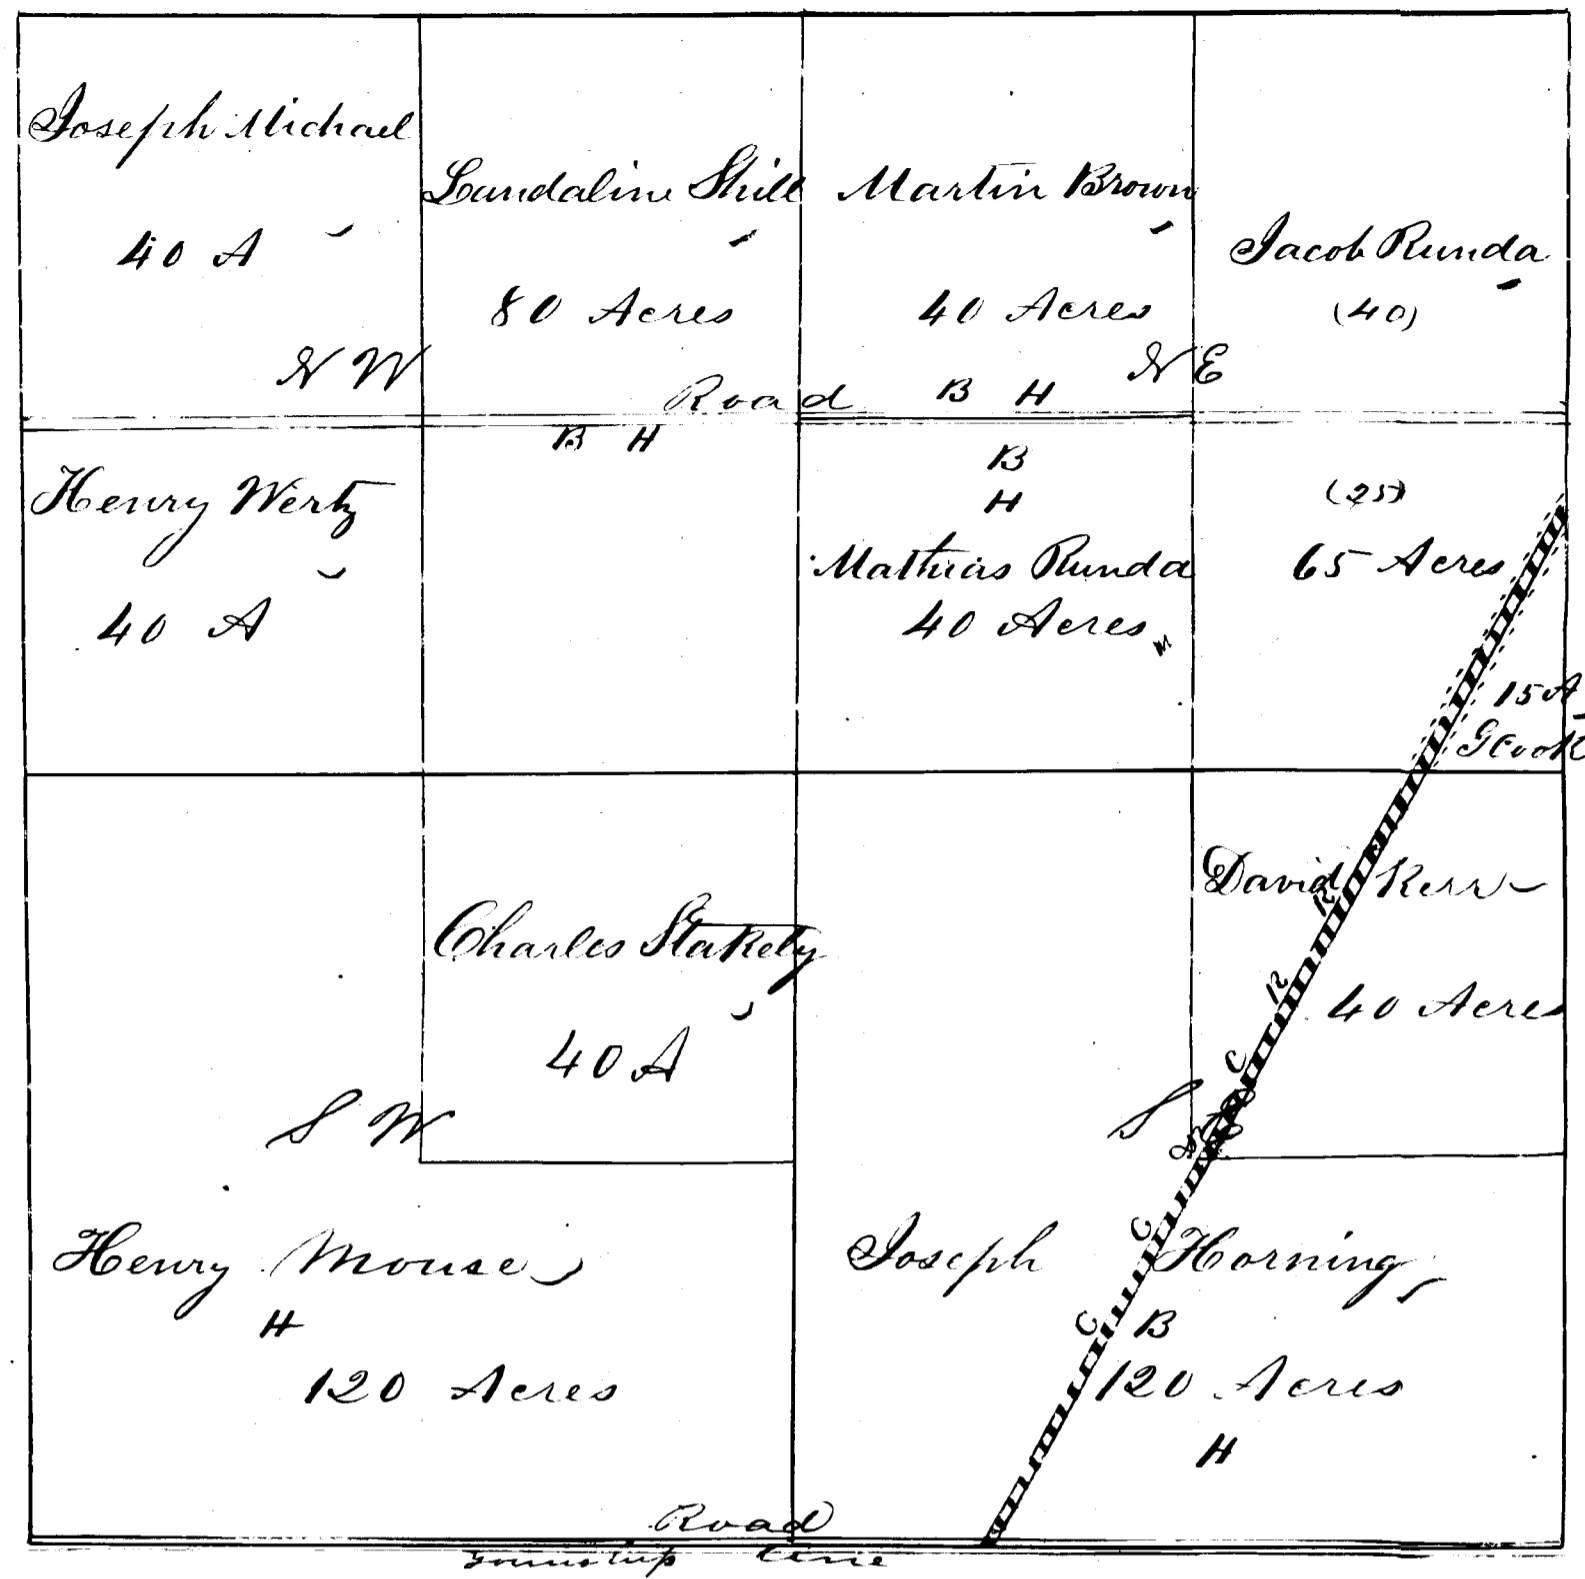 Joseph Michael
40 A
Landaline Shill
80 Acres
Martin Brown
40 Acres
Jacob Runda
(40)
N W
N E
Road
B H
B H
Henry Wertz
40 A
B
H
Mathias Runda
40 Acres
(25)
65 Acres
15 A
G Cook
Charles Stakely
40 A
David Kerr
40 Acres
R
R
C
S W
S
C
C
Henry Mouse
H
120 Acres
Joseph Horning
B
120 Acres
H
Road
Township Line